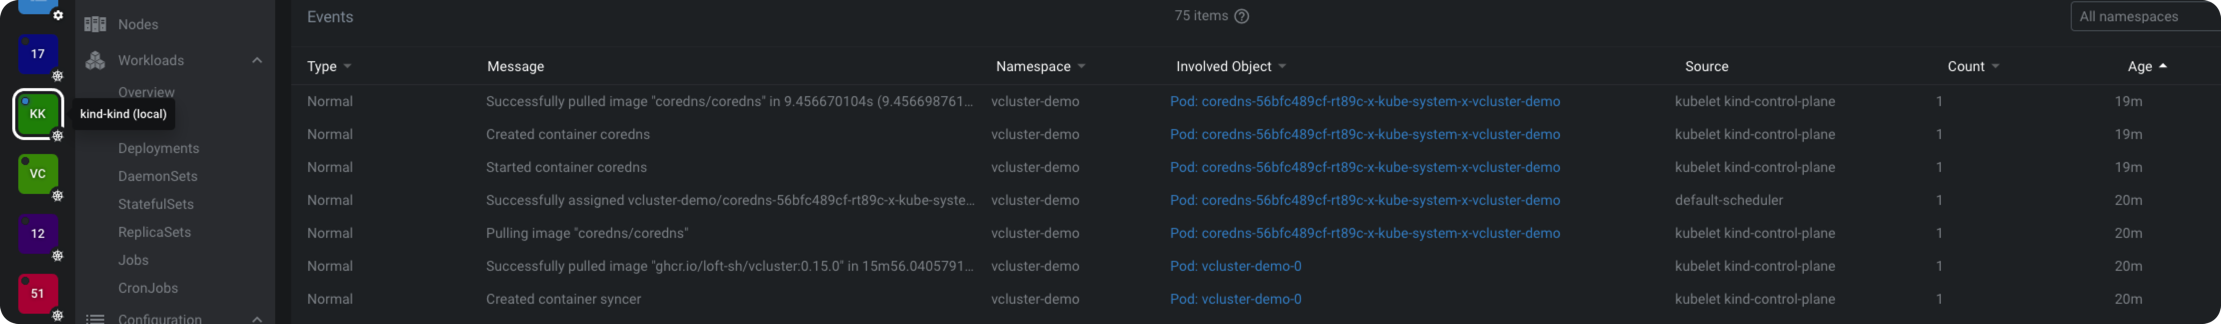 Events 75 items All namespaces
Type Message Namespace Involved Object Source Count Age
Normal Successfully pulled image "coredns/coredns" in 9.456670104s (9.456698761... vcluster-demo Pod: coredns-56bfc489cf-rt89c-x-kube-system-x-vcluster-demo kubelet kind-control-plane 1 19m
Normal Created container coredns vcluster-demo Pod: coredns-56bfc489cf-rt89c-x-kube-system-x-vcluster-demo kubelet kind-control-plane 1 19m
Normal Started container coredns vcluster-demo Pod: coredns-56bfc489cf-rt89c-x-kube-system-x-vcluster-demo kubelet kind-control-plane 1 19m
Normal Successfully assigned vcluster-demo/coredns-56bfc489cf-rt89c-x-kube-syste... vcluster-demo Pod: coredns-56bfc489cf-rt89c-x-kube-system-x-vcluster-demo default-scheduler 1 20m
Normal Pulling image "coredns/coredns" vcluster-demo Pod: coredns-56bfc489cf-rt89c-x-kube-system-x-vcluster-demo kubelet kind-control-plane 1 20m
Normal Successfully pulled image "ghcr.io/loft-sh/vcluster:0.15.0" in 15m56.0405791... vcluster-demo Pod: vcluster-demo-0 kubelet kind-control-plane 1 20m
Normal Created container syncer vcluster-demo Pod: vcluster-demo-0 kubelet kind-control-plane 1 20m
17
KK
VC
12
51
kind-kind (local)
Nodes
Workloads
Overview
Deployments
DaemonSets
StatefulSets
ReplicaSets
Jobs
CronJobs
Configuration